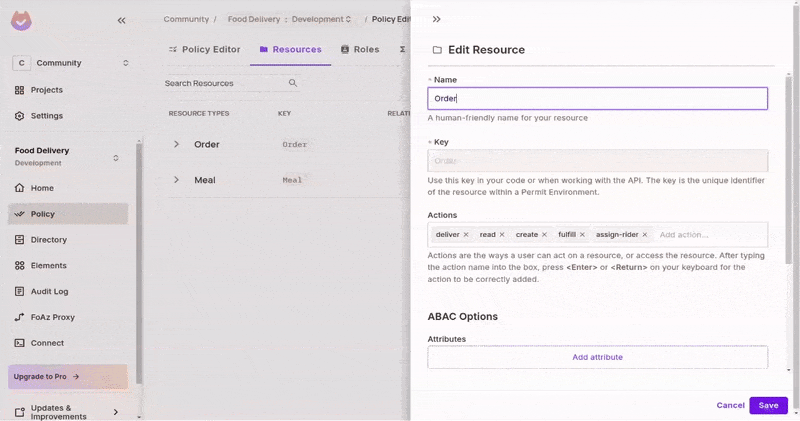 Community / Food Delivery : Development / Policy Edit
C Community
Projects
Settings
Food Delivery
Development
Home
Policy
Directory
Elements
Audit Log
FoAz Proxy
Connect
Upgrade to Pro
Updates &
Improvements
Policy Editor Resources Roles
Search Resources
RESOURCE TYPES KEY RELATI
Order Order
Meal Meal
Edit Resource
* Name
Order
A human-friendly name for your resource
* Key
Order
Use this key in your code or when working with the API. The key is the unique identifier
of the resource within a Permit Environment.
Actions
deliver × read × create × fulfill × assign-rider × Add action...
Actions are the ways a user can act on a resource, or access the resource. After typing
the action name into the box, press <Enter> or <Return> on your keyboard for the
action to be correctly added.
ABAC Options
Attributes
Add attribute
Cancel Save